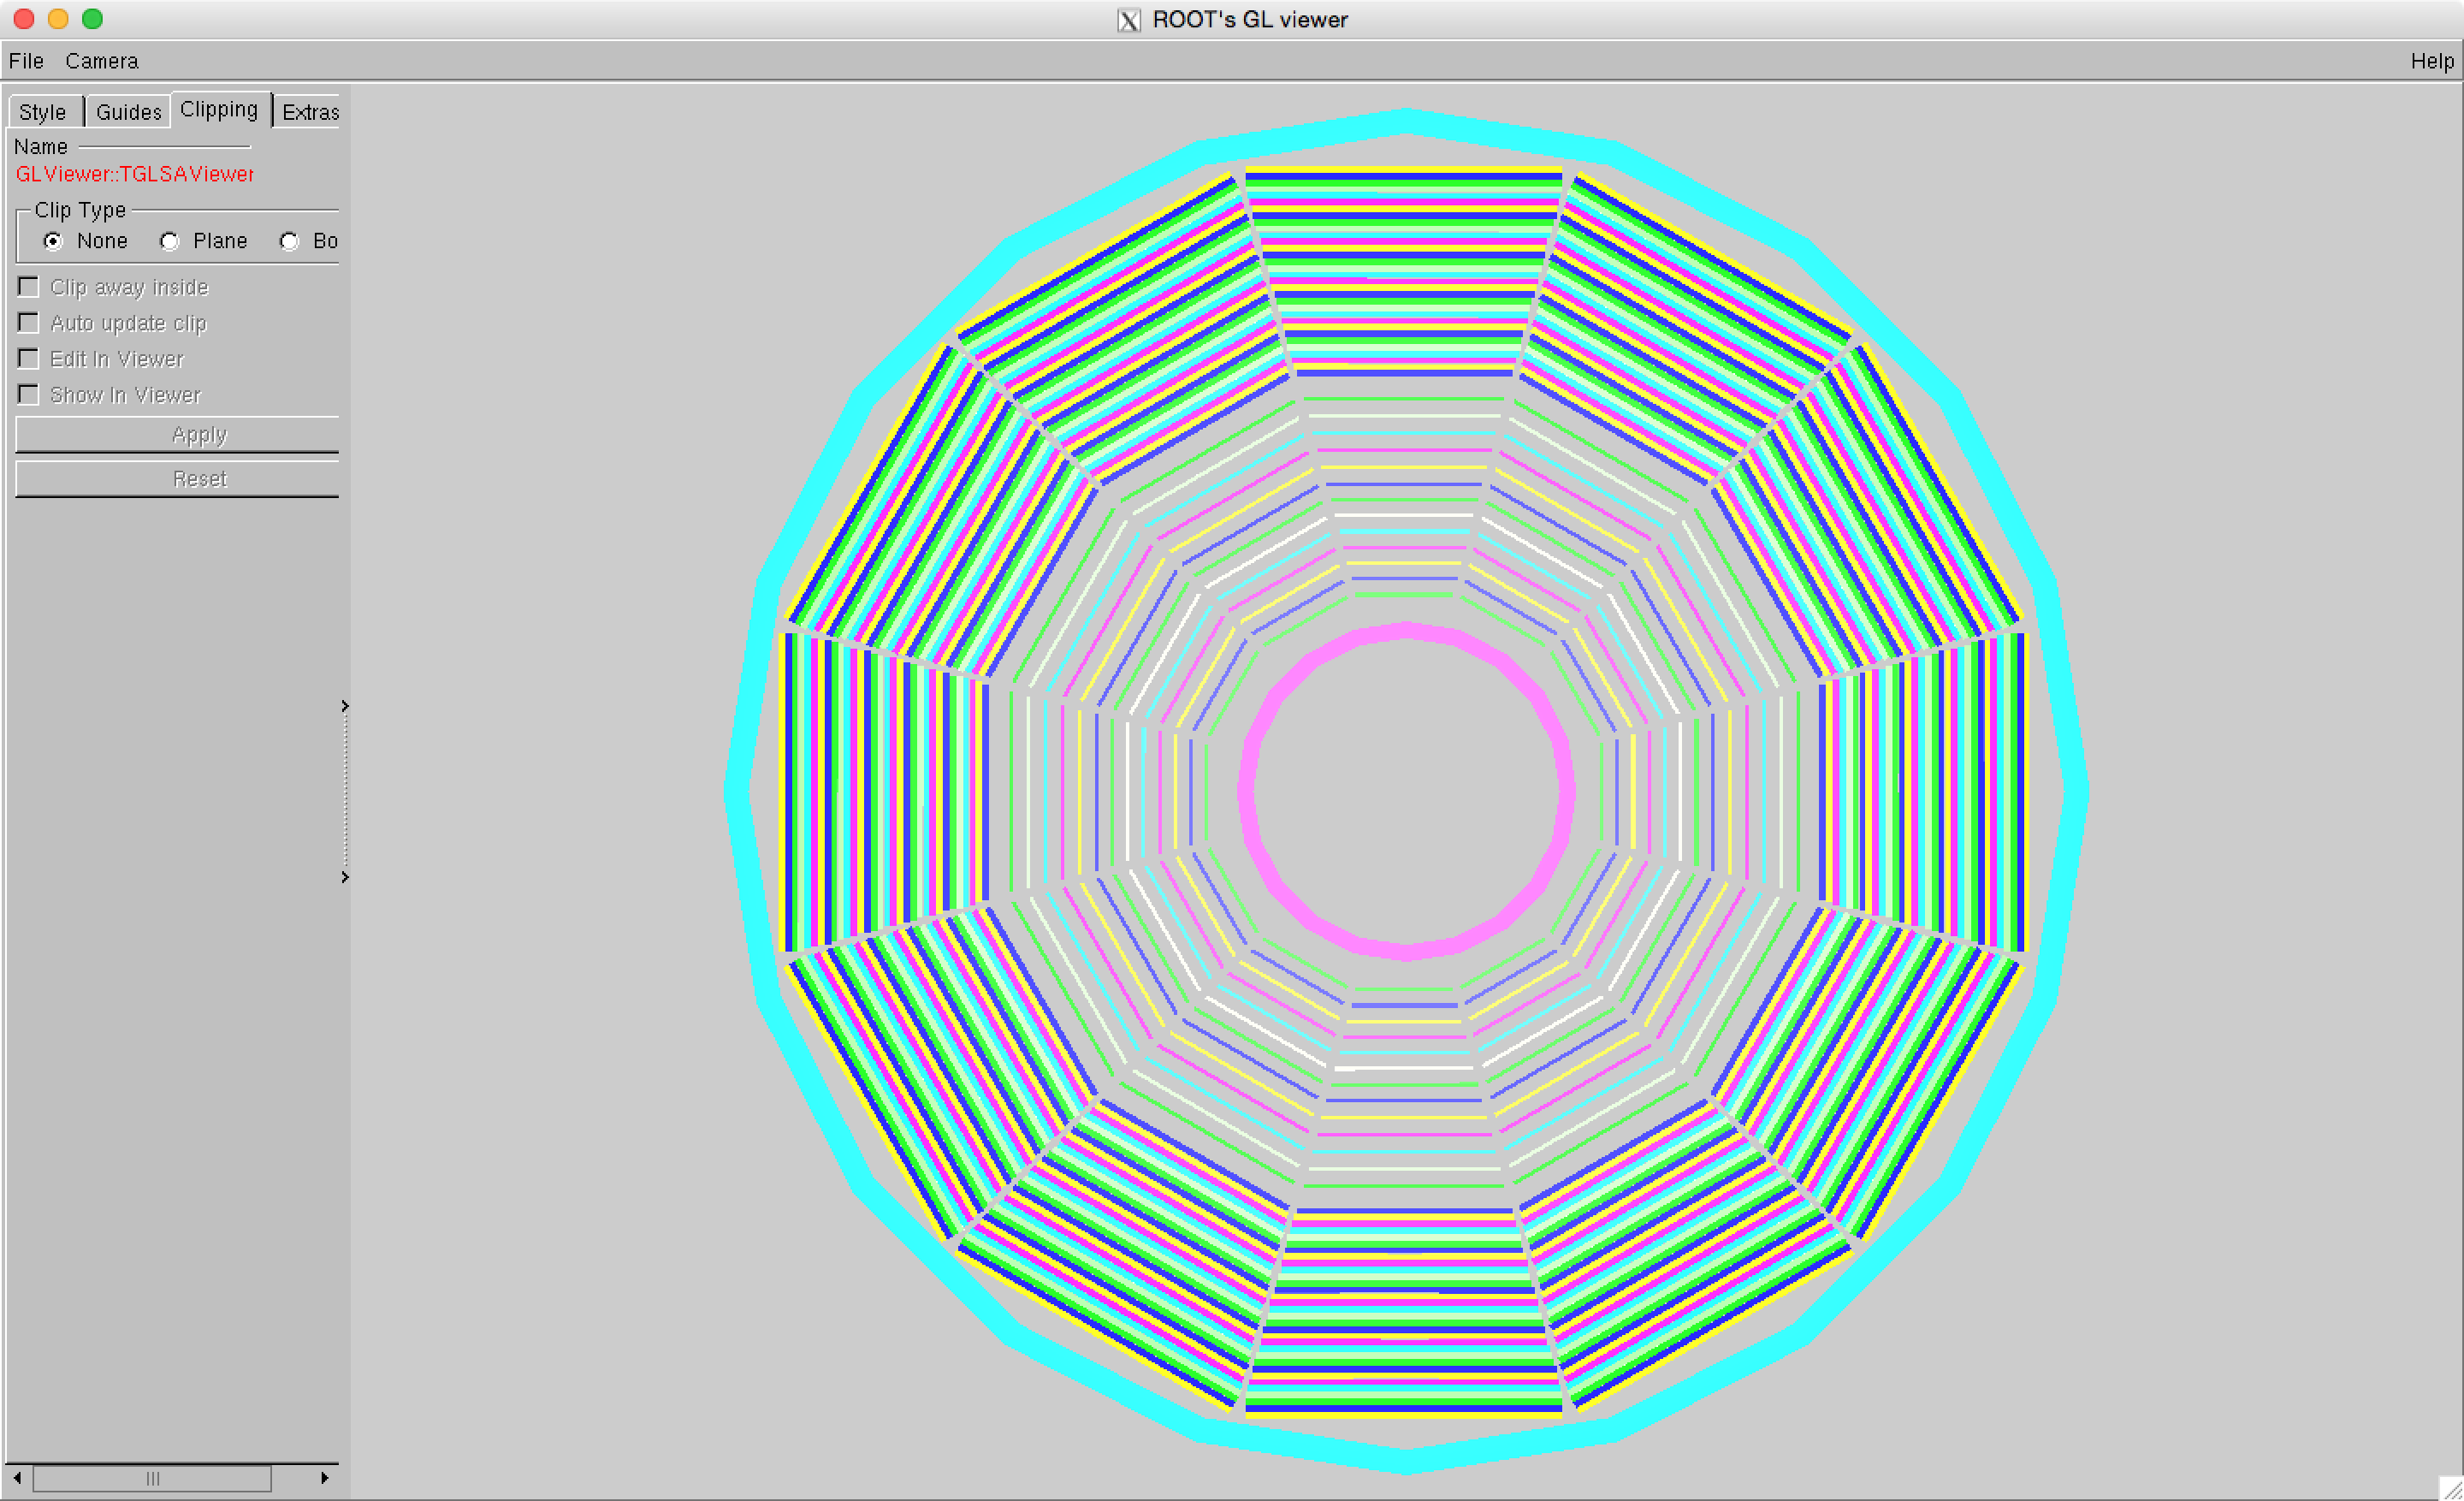 ROOT's GL viewer
File Camera Help
Style Guides Clipping Extras
Name
GLViewer::TGLSAViewer
Clip Type
None Plane Bo
Clip away inside
Auto update clip
Edit In Viewer
Show In Viewer
Apply
Reset